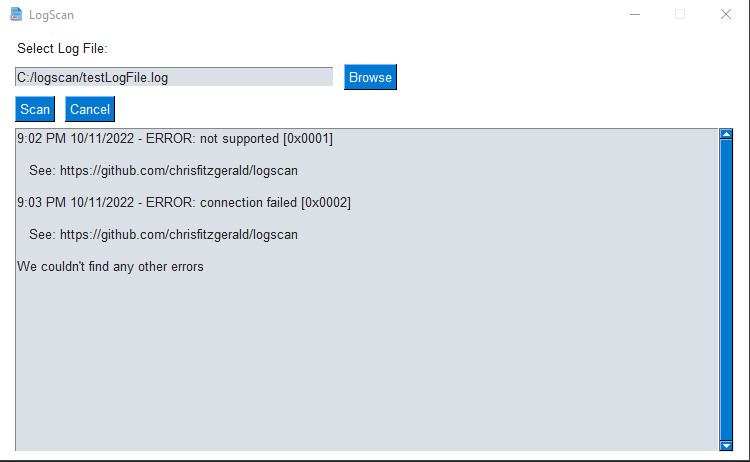 LogScan
Select Log File:
C:/logscan/testLogFile.log
Browse
Scan
Cancel
9:02 PM 10/11/2022 - ERROR: not supported [0x0001]
See: https://github.com/chrisfitzgerald/logscan
9:03 PM 10/11/2022 - ERROR: connection failed [0x0002]
See: https://github.com/chrisfitzgerald/logscan
We couldn't find any other errors